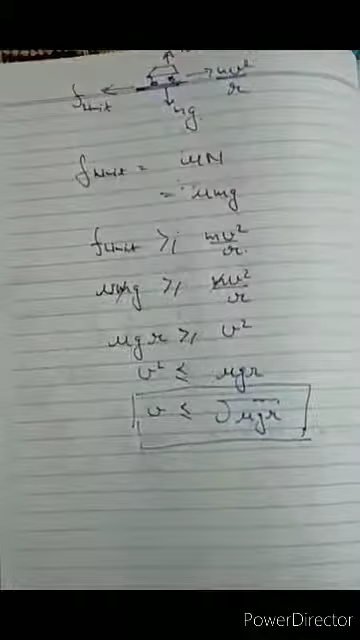 mv²/r
f_limit
mg
f_limit = μN
= μmg
f_limit ⩾ mv²/r
μmg ⩾ mv²/r
μgr ⩾ v²
v² ≤ μgr
v ≤ √μgr
PowerDirector